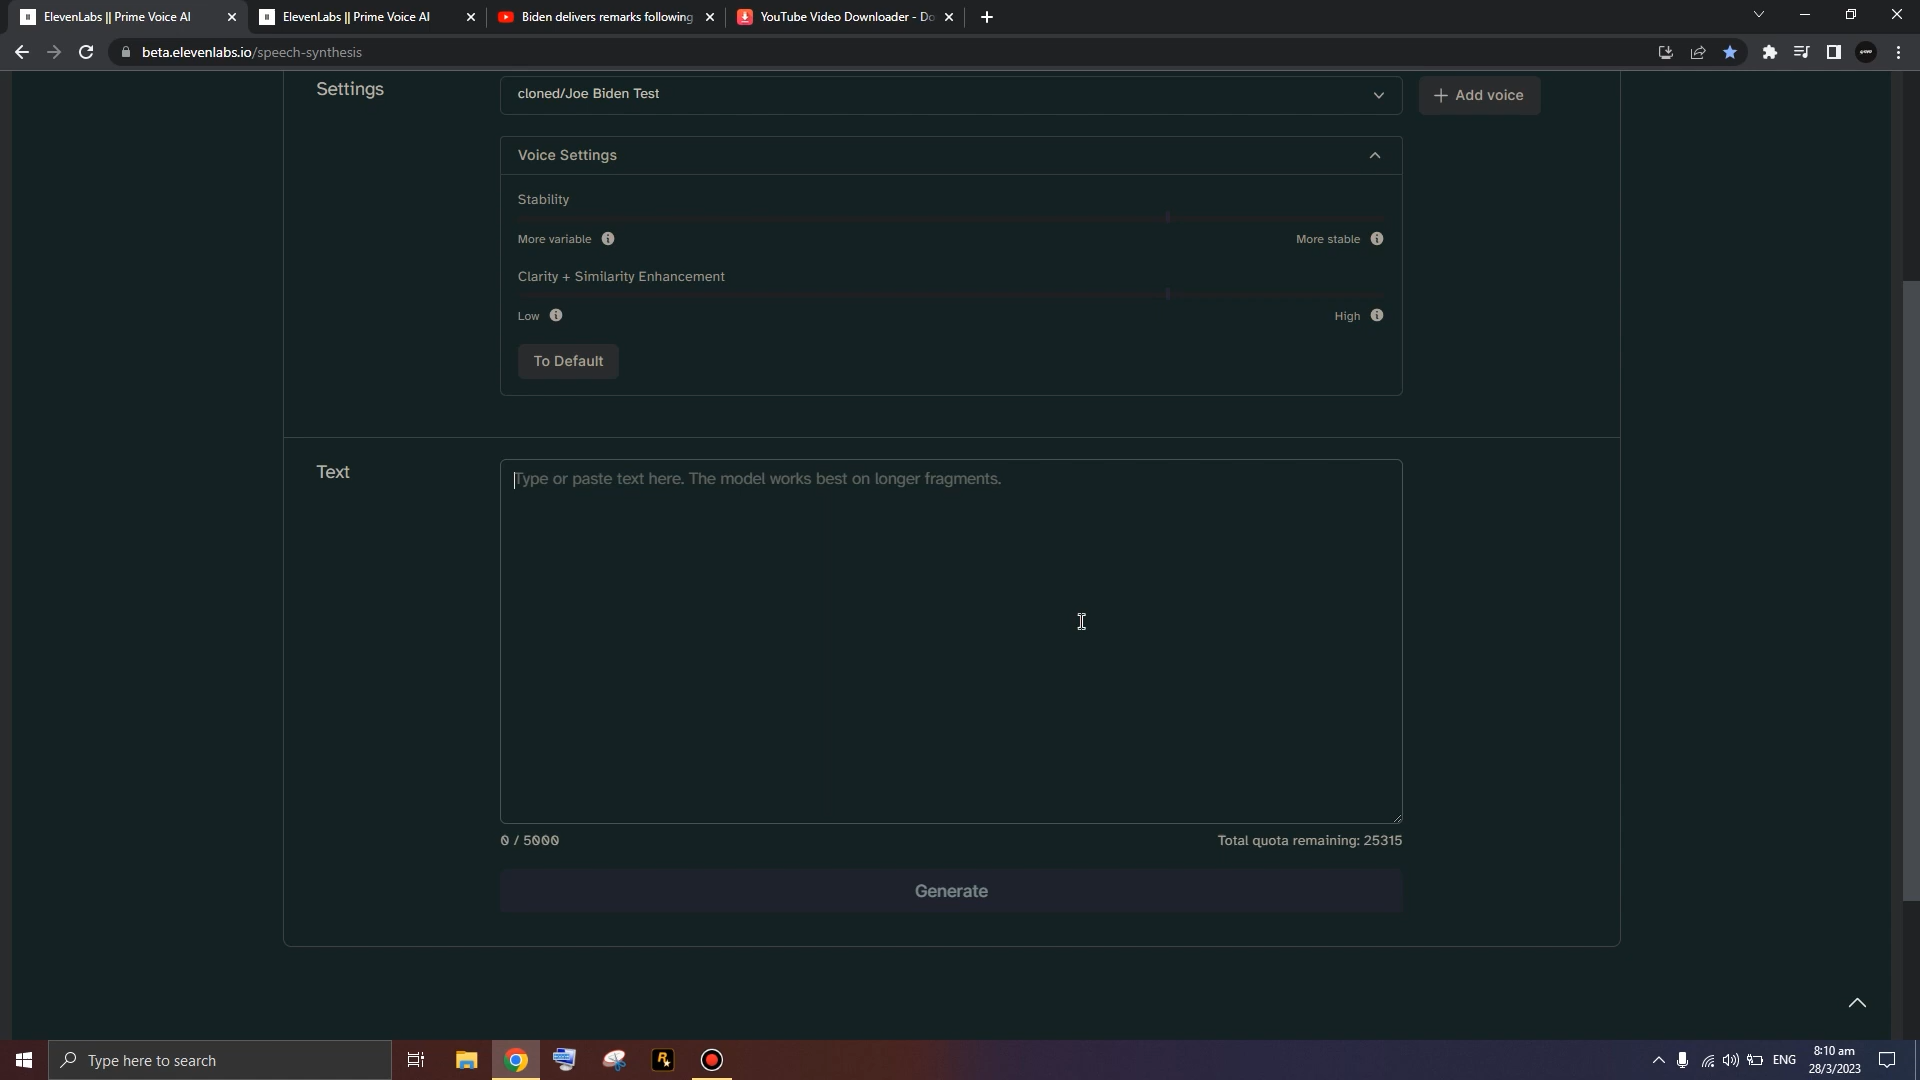 ElevenLabs || Prime Voice AI
ElevenLabs || Prime Voice AI
Biden delivers remarks following
YouTube Video Downloader - Do
beta.elevenlabs.io/speech-synthesis
Settings
cloned/Joe Biden Test
Add voice
Voice Settings
Stability
More variable
More stable
Clarity + Similarity Enhancement
Low
High
To Default
Text
Type or paste text here. The model works best on longer fragments.
0 / 5000
Total quota remaining: 25315
Generate
Type here to search
ENG
8:10 am
28/3/2023